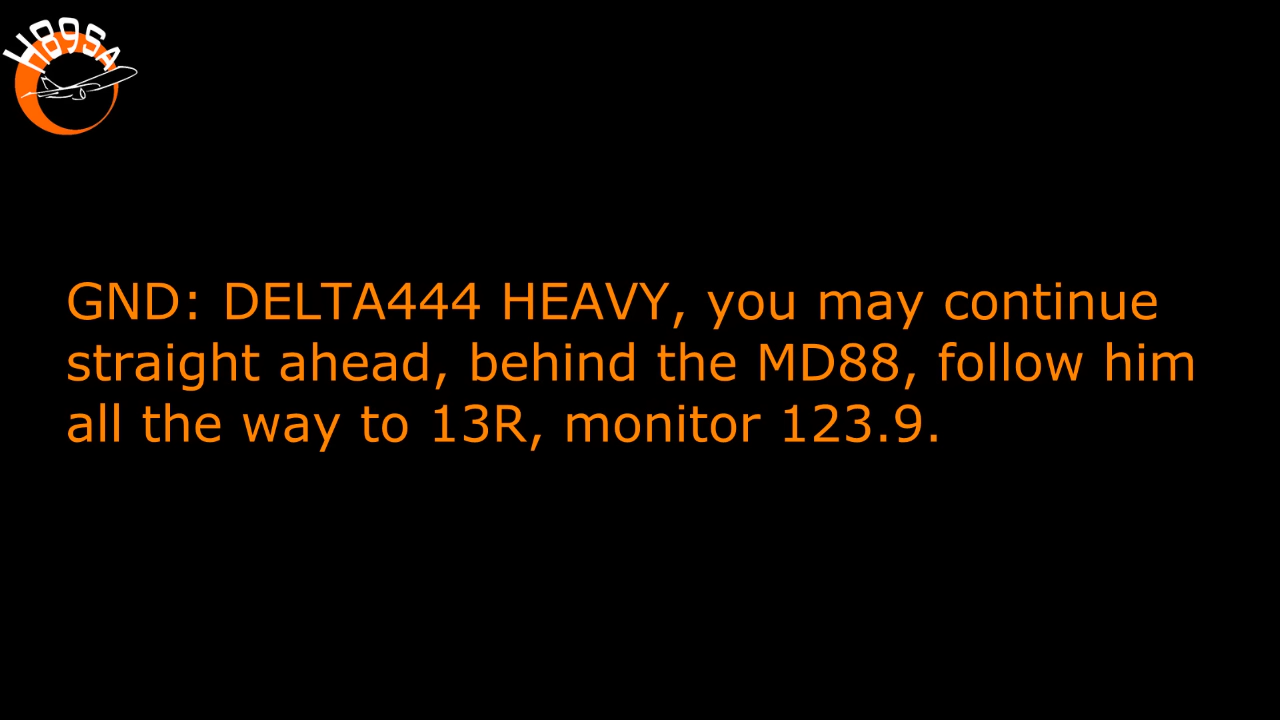 H89SA
GND: DELTA444 HEAVY, you may continue
straight ahead, behind the MD88, follow him
all the way to 13R, monitor 123.9.